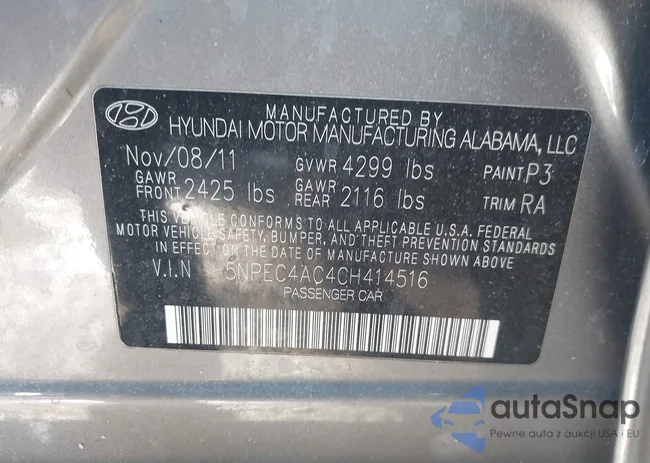 MANUFACTURED BY
HYUNDAI MOTOR MANUFACTURING ALABAMA, LLC
Nov/08/11 GVWR 4299 lbs PAINT P3
GAWR FRONT 2425 lbs GAWR REAR 2116 lbs TRIM RA
THIS VEHICLE CONFORMS TO ALL APPLICABLE U.S.A. FEDERAL
MOTOR VEHICLE SAFETY, BUMPER, AND THEFT PREVENTION STANDARDS
IN EFFECT ON THE DATE OF MANUFACTURE SHOWN ABOVE.
V.I.N 5NPEC4AC4CH414516
PASSENGER CAR
autaSnap
Pewne auta z aukcji USA i EU